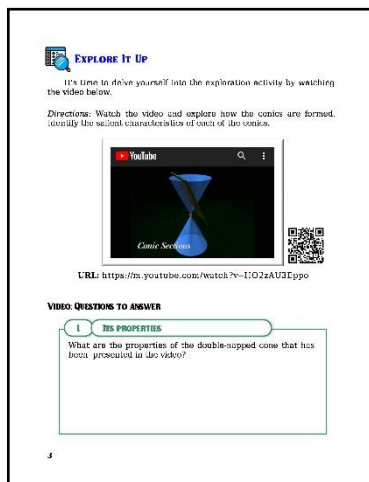 EXPLORE IT UP
It's time to delve yourself into the exploration activity by watching
the video below.
Directions: Watch the video and explore how the conics are formed.
Identify the salient characteristics of each of the conics.
YouTube
Conic Sections
URL: https://m.youtube.com/watch?v=HO2zAU3Eppo
VIDEO: QUESTIONS TO ANSWER
1 ITS PROPERTIES
What are the properties of the double-napped cone that has
been presented in the video?
3